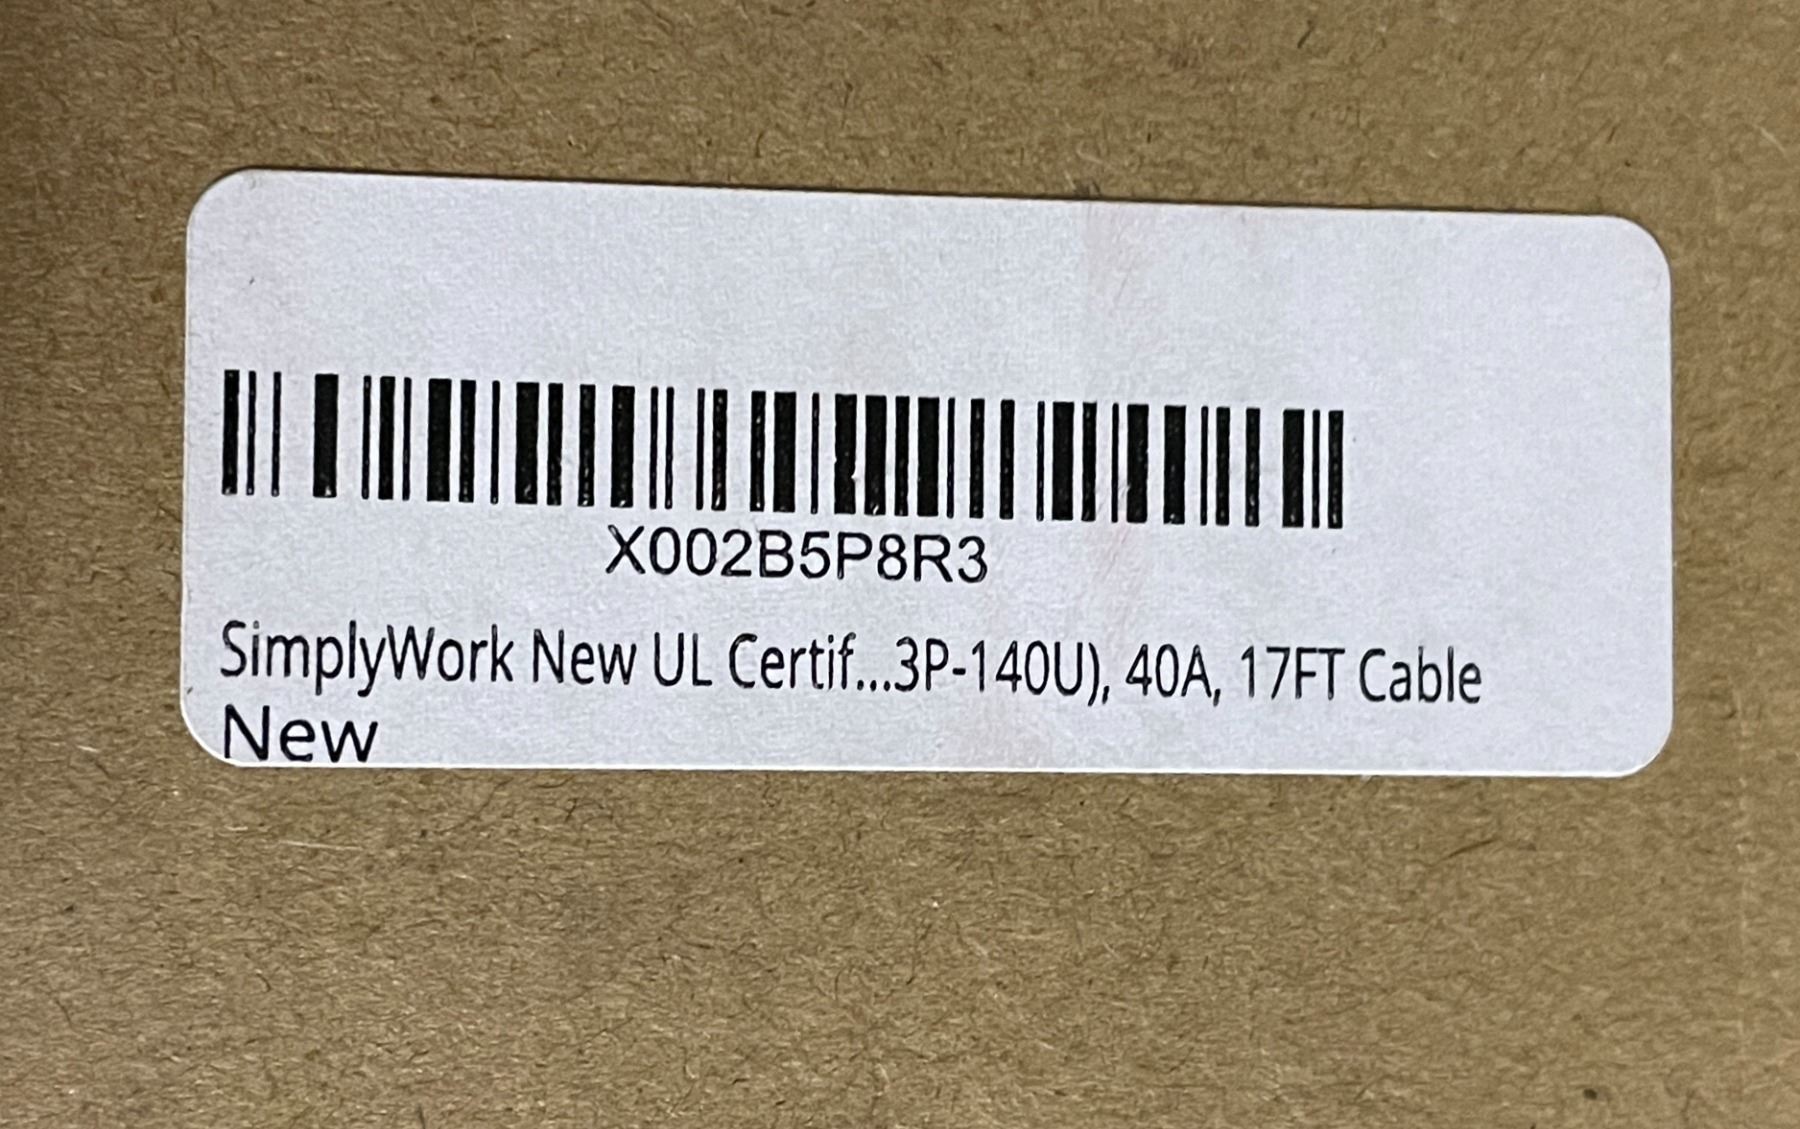 X002B5P8R3
SimplyWork New UL Certif...3P-140U), 40A, 17FT Cable
New